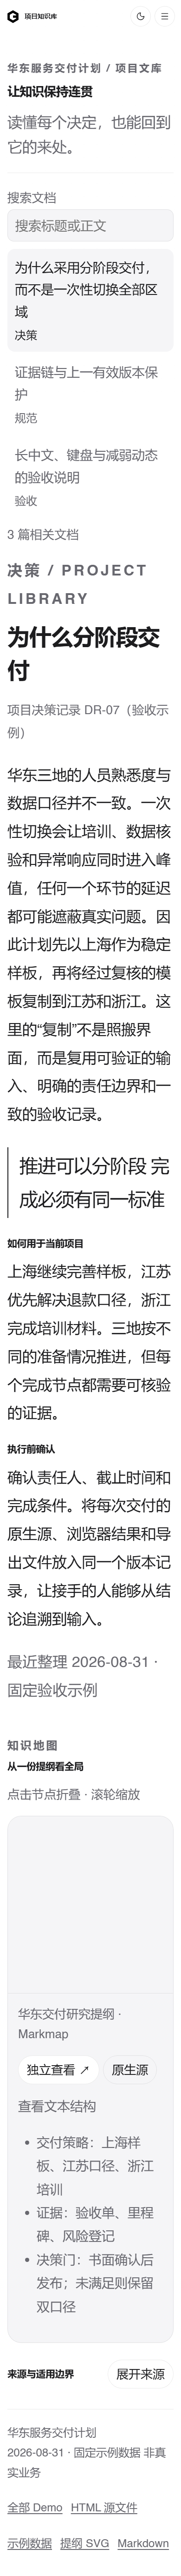 项目知识库
华东服务交付计划 / 项目文库
让知识保持连贯
读懂每个决定，也能回到
它的来处。
搜索文档
搜索标题或正文
为什么采用分阶段交付，
而不是一次性切换全部区
域
决策
证据链与上一有效版本保
护
规范
长中文、键盘与减弱动态
的验收说明
验收
3 篇相关文档
决策 / PROJECT
LIBRARY
为什么分阶段交
付
项目决策记录 DR-07（验收示
例）
华东三地的人员熟悉度与
数据口径并不一致。一次
性切换会让培训、数据核
验和异常响应同时进入峰
值，任何一个环节的延迟
都可能遮蔽真实问题。因
此计划先以上海作为稳定
样板，再将经过复核的模
板复制到江苏和浙江。这
里的“复制”不是照搬界
面，而是复用可验证的输
入、明确的责任边界和一
致的验收记录。
推进可以分阶段 完
成必须有同一标准
如何用于当前项目
上海继续完善样板，江苏
优先解决退款口径，浙江
完成培训材料。三地按不
同的准备情况推进，但每
个完成节点都需要可核验
的证据。
执行前确认
确认责任人、截止时间和
完成条件。将每次交付的
原生源、浏览器结果和导
出文件放入同一个版本记
录，让接手的人能够从结
论追溯到输入。
最近整理 2026-08-31 ·
固定验收示例
知识地图
从一份提纲看全局
点击节点折叠 · 滚轮缩放
华东交付研究提纲 ·
Markmap
独立查看 ↗ 原生源
查看文本结构
• 交付策略：上海样
板、江苏口径、浙江
培训
• 证据：验收单、里程
碑、风险登记
• 决策门：书面确认后
发布；未满足则保留
双口径
来源与适用边界 展开来源
华东服务交付计划
2026-08-31 · 固定示例数据 非真
实业务
全部 Demo HTML 源文件
示例数据 提纲 SVG Markdown